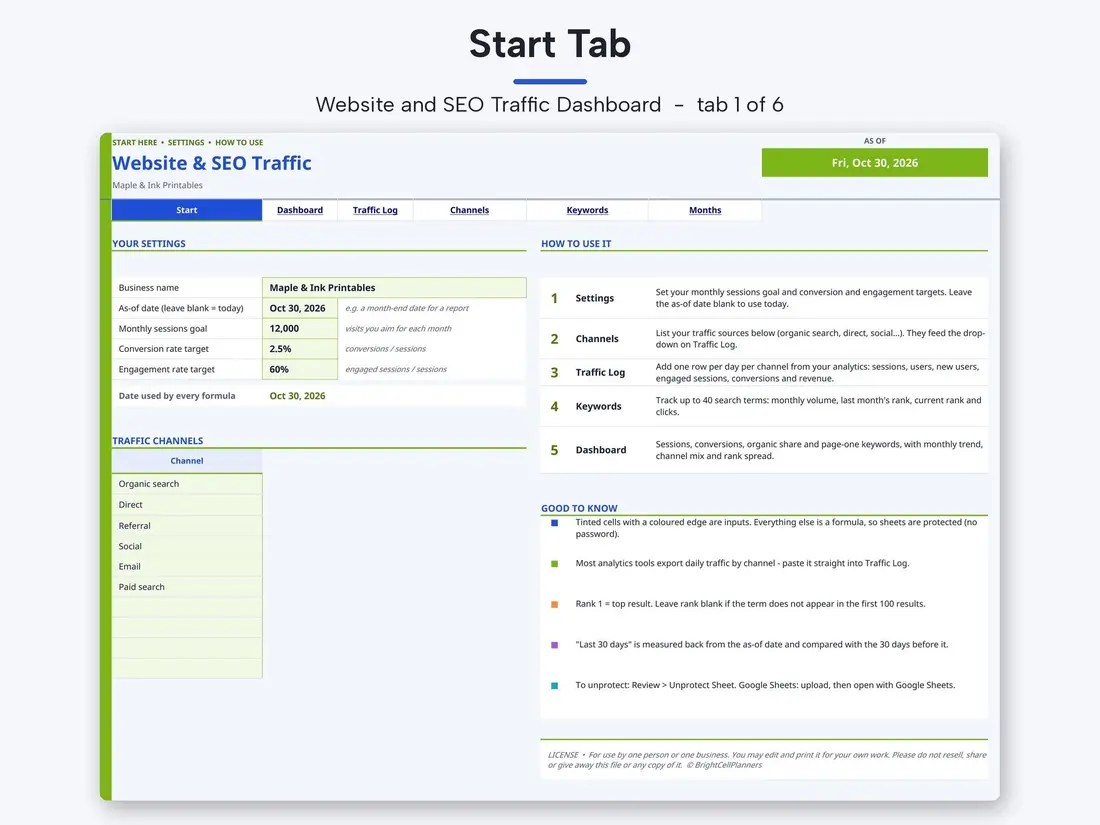 Start Tab
Website and SEO Traffic Dashboard - tab 1 of 6
START HERE • SETTINGS • HOW TO USE
Website & SEO Traffic
Maple & Ink Printables
AS OF
Fri, Oct 30, 2026
Start Dashboard Traffic Log Channels Keywords Months
YOUR SETTINGS
Business name Maple & Ink Printables
As-of date (leave blank = today) Oct 30, 2026 e.g. a month-end date for a report
Monthly sessions goal 12,000 visits you aim for each month
Conversion rate target 2.5% conversions / sessions
Engagement rate target 60% engaged sessions / sessions
Date used by every formula Oct 30, 2026
TRAFFIC CHANNELS
Channel
Organic search
Direct
Referral
Social
Email
Paid search
HOW TO USE IT
1 Settings Set your monthly sessions goal and conversion and engagement targets. Leave
the as-of date blank to use today.
2 Channels List your traffic sources below (organic search, direct, social...). They feed the drop-
down on Traffic Log.
3 Traffic Log Add one row per day per channel from your analytics: sessions, users, new users,
engaged sessions, conversions and revenue.
4 Keywords Track up to 40 search terms: monthly volume, last month's rank, current rank and
clicks.
5 Dashboard Sessions, conversions, organic share and page-one keywords, with monthly trend,
channel mix and rank spread.
GOOD TO KNOW
Tinted cells with a coloured edge are inputs. Everything else is a formula, so sheets are protected (no
password).
Most analytics tools export daily traffic by channel - paste it straight into Traffic Log.
Rank 1 = top result. Leave rank blank if the term does not appear in the first 100 results.
"Last 30 days" is measured back from the as-of date and compared with the 30 days before it.
To unprotect: Review > Unprotect Sheet. Google Sheets: upload, then open with Google Sheets.
LICENSE • For use by one person or one business. You may edit and print it for your own work. Please do not resell, share
or give away this file or any copy of it. © BrightCellPlanners